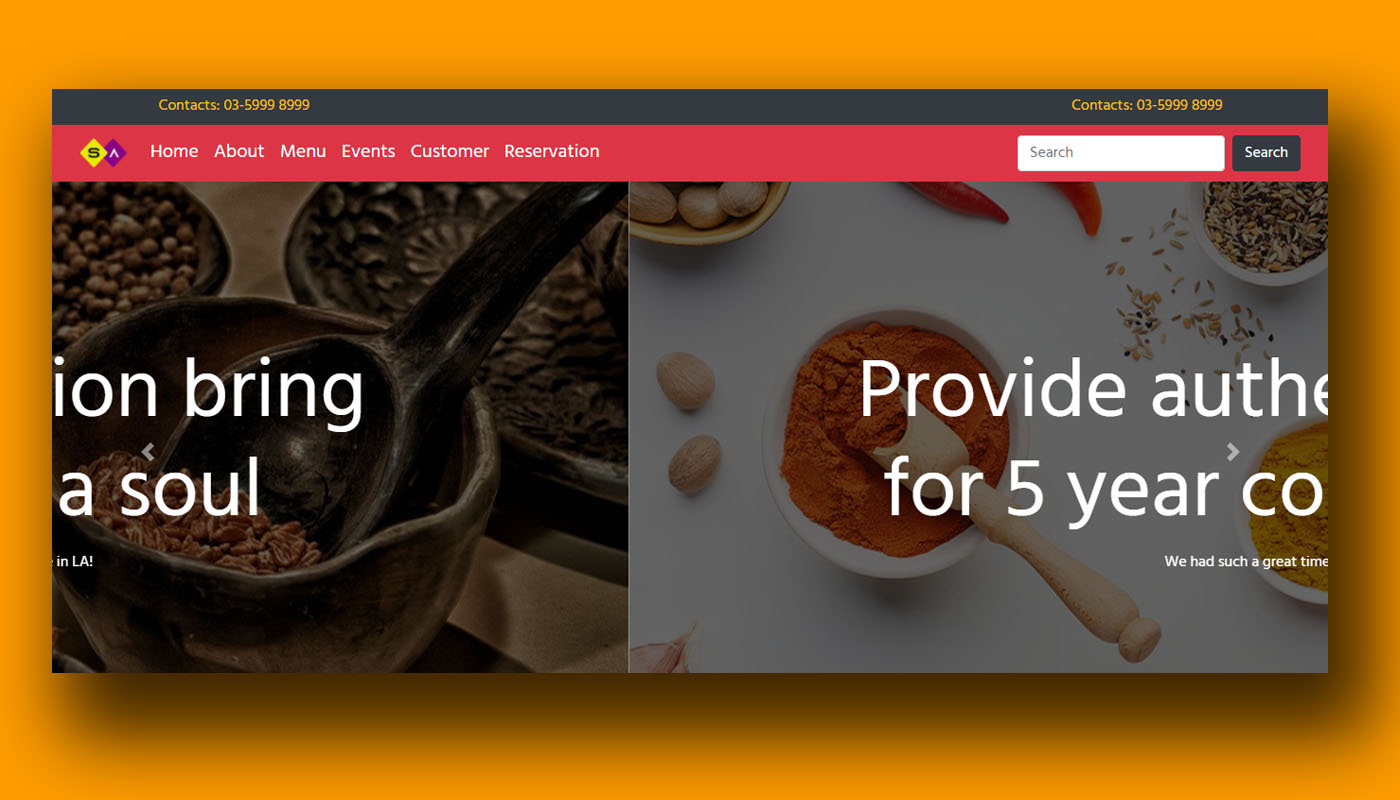 Contacts: 03-5999 8999
Contacts: 03-5999 8999
S Λ
Home About Menu Events Customer Reservation
Search
Search
ion bring
a soul
in LA!
Provide authe
for 5 year co
We had such a great time